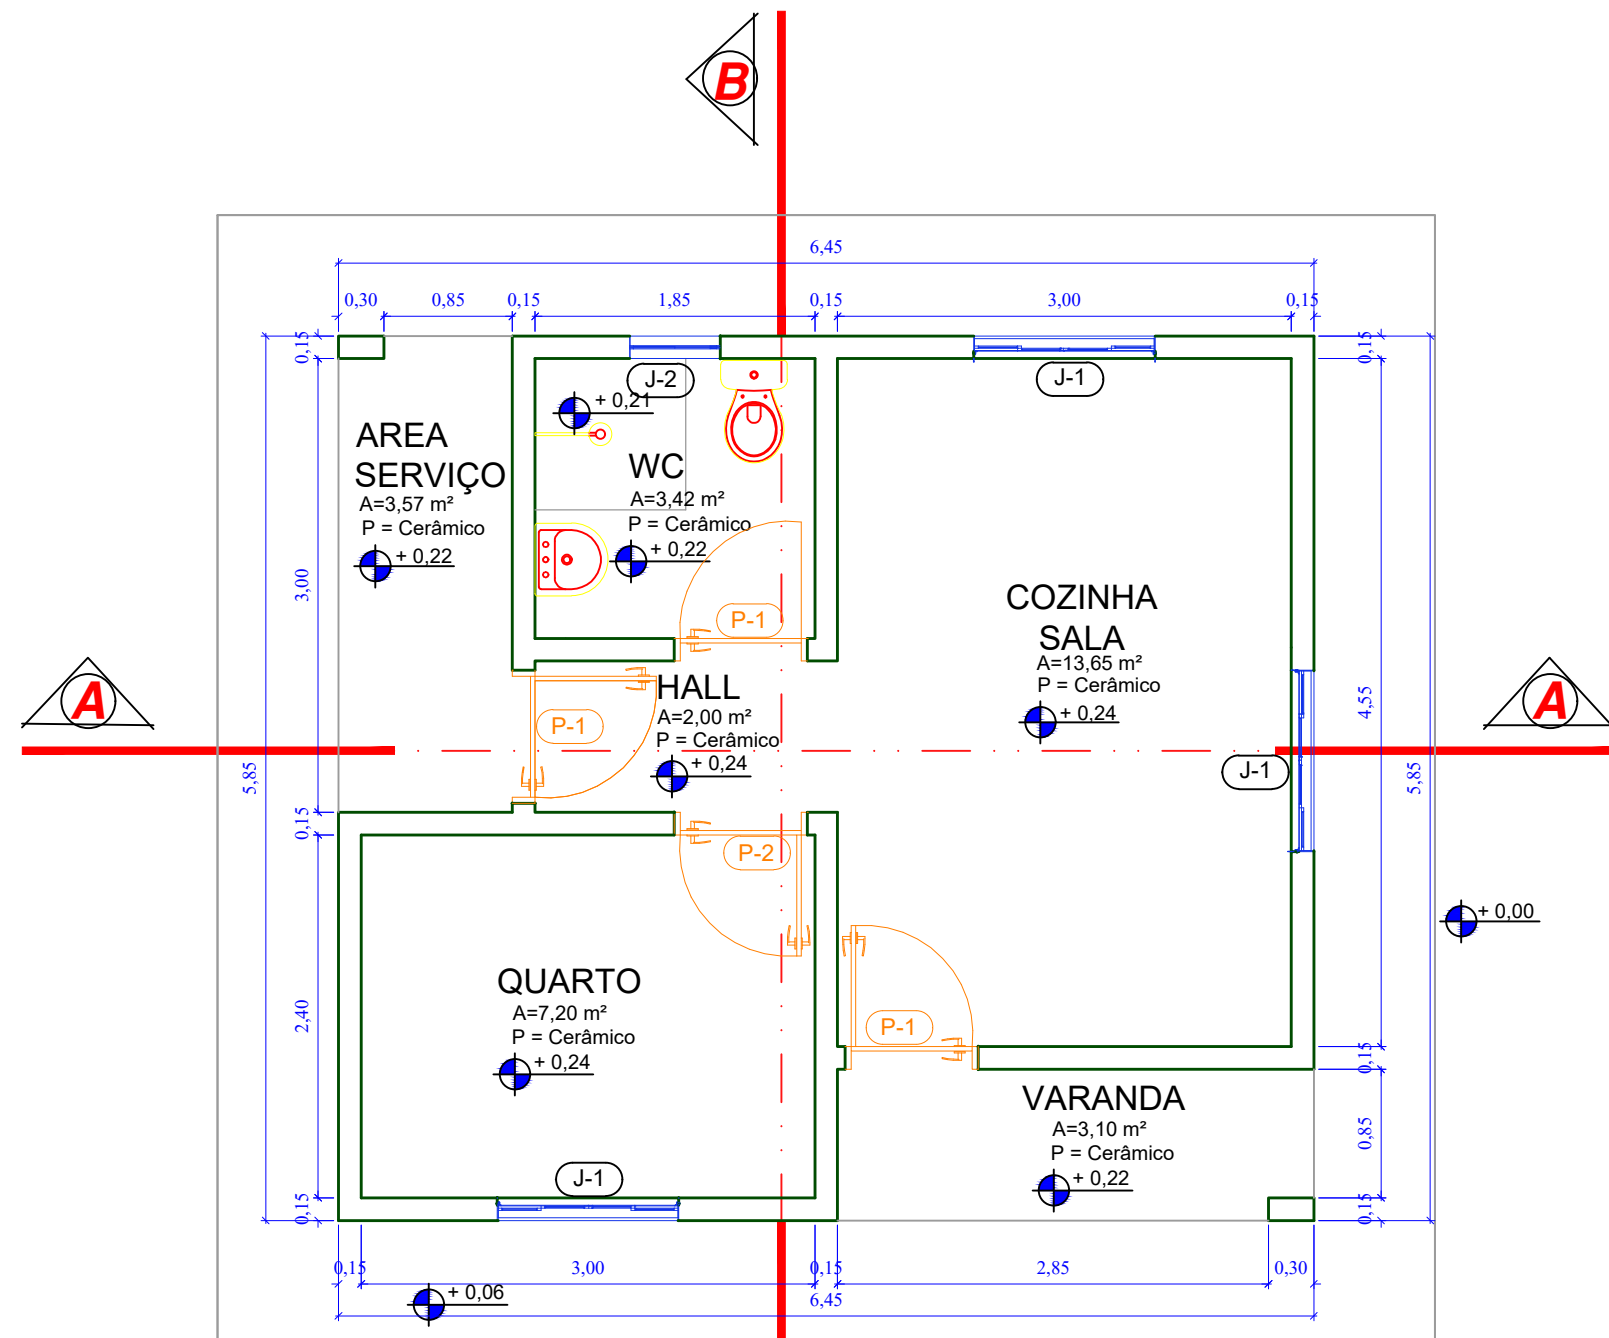 B
6,45
0,30
0,85
0,15
1,85
0,15
3,00
0,15
0,15
0,15
J-2
J-1
+ 0,21
AREA
SERVIÇO
A=3,57 m²
P = Cerâmico
+ 0,22
WC
A=3,42 m²
P = Cerâmico
+ 0,22
P-1
COZINHA
SALA
A=13,65 m²
P = Cerâmico
+ 0,24
3,00
4,55
A
HALL
A=2,00 m²
P = Cerâmico
+ 0,24
P-1
A
J-1
5,85
5,85
0,15
P-2
+ 0,00
QUARTO
A=7,20 m²
P = Cerâmico
+ 0,24
2,40
P-1
0,15
VARANDA
A=3,10 m²
P = Cerâmico
+ 0,22
0,85
J-1
0,15
0,15
0,15
3,00
0,15
2,85
0,30
+ 0,06
6,45